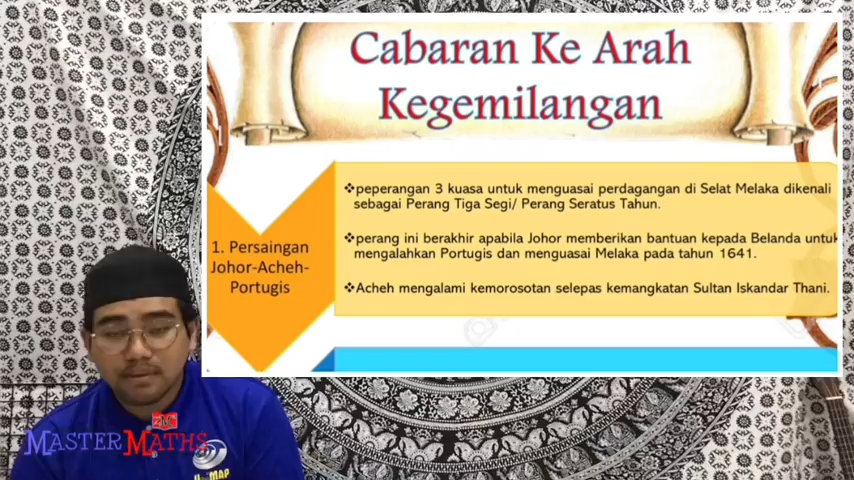 Cabaran Ke Arah
Kegemilangan
1. Persaingan
Johor-Acheh-
Portugis
❖peperangan 3 kuasa untuk menguasai perdagangan di Selat Melaka dikenali
sebagai Perang Tiga Segi/ Perang Seratus Tahun.
❖perang ini berakhir apabila Johor memberikan bantuan kepada Belanda untuk
mengalahkan Portugis dan menguasai Melaka pada tahun 1641.
❖Acheh mengalami kemorosotan selepas kemangkatan Sultan Iskandar Thani.
MASTERMATHS